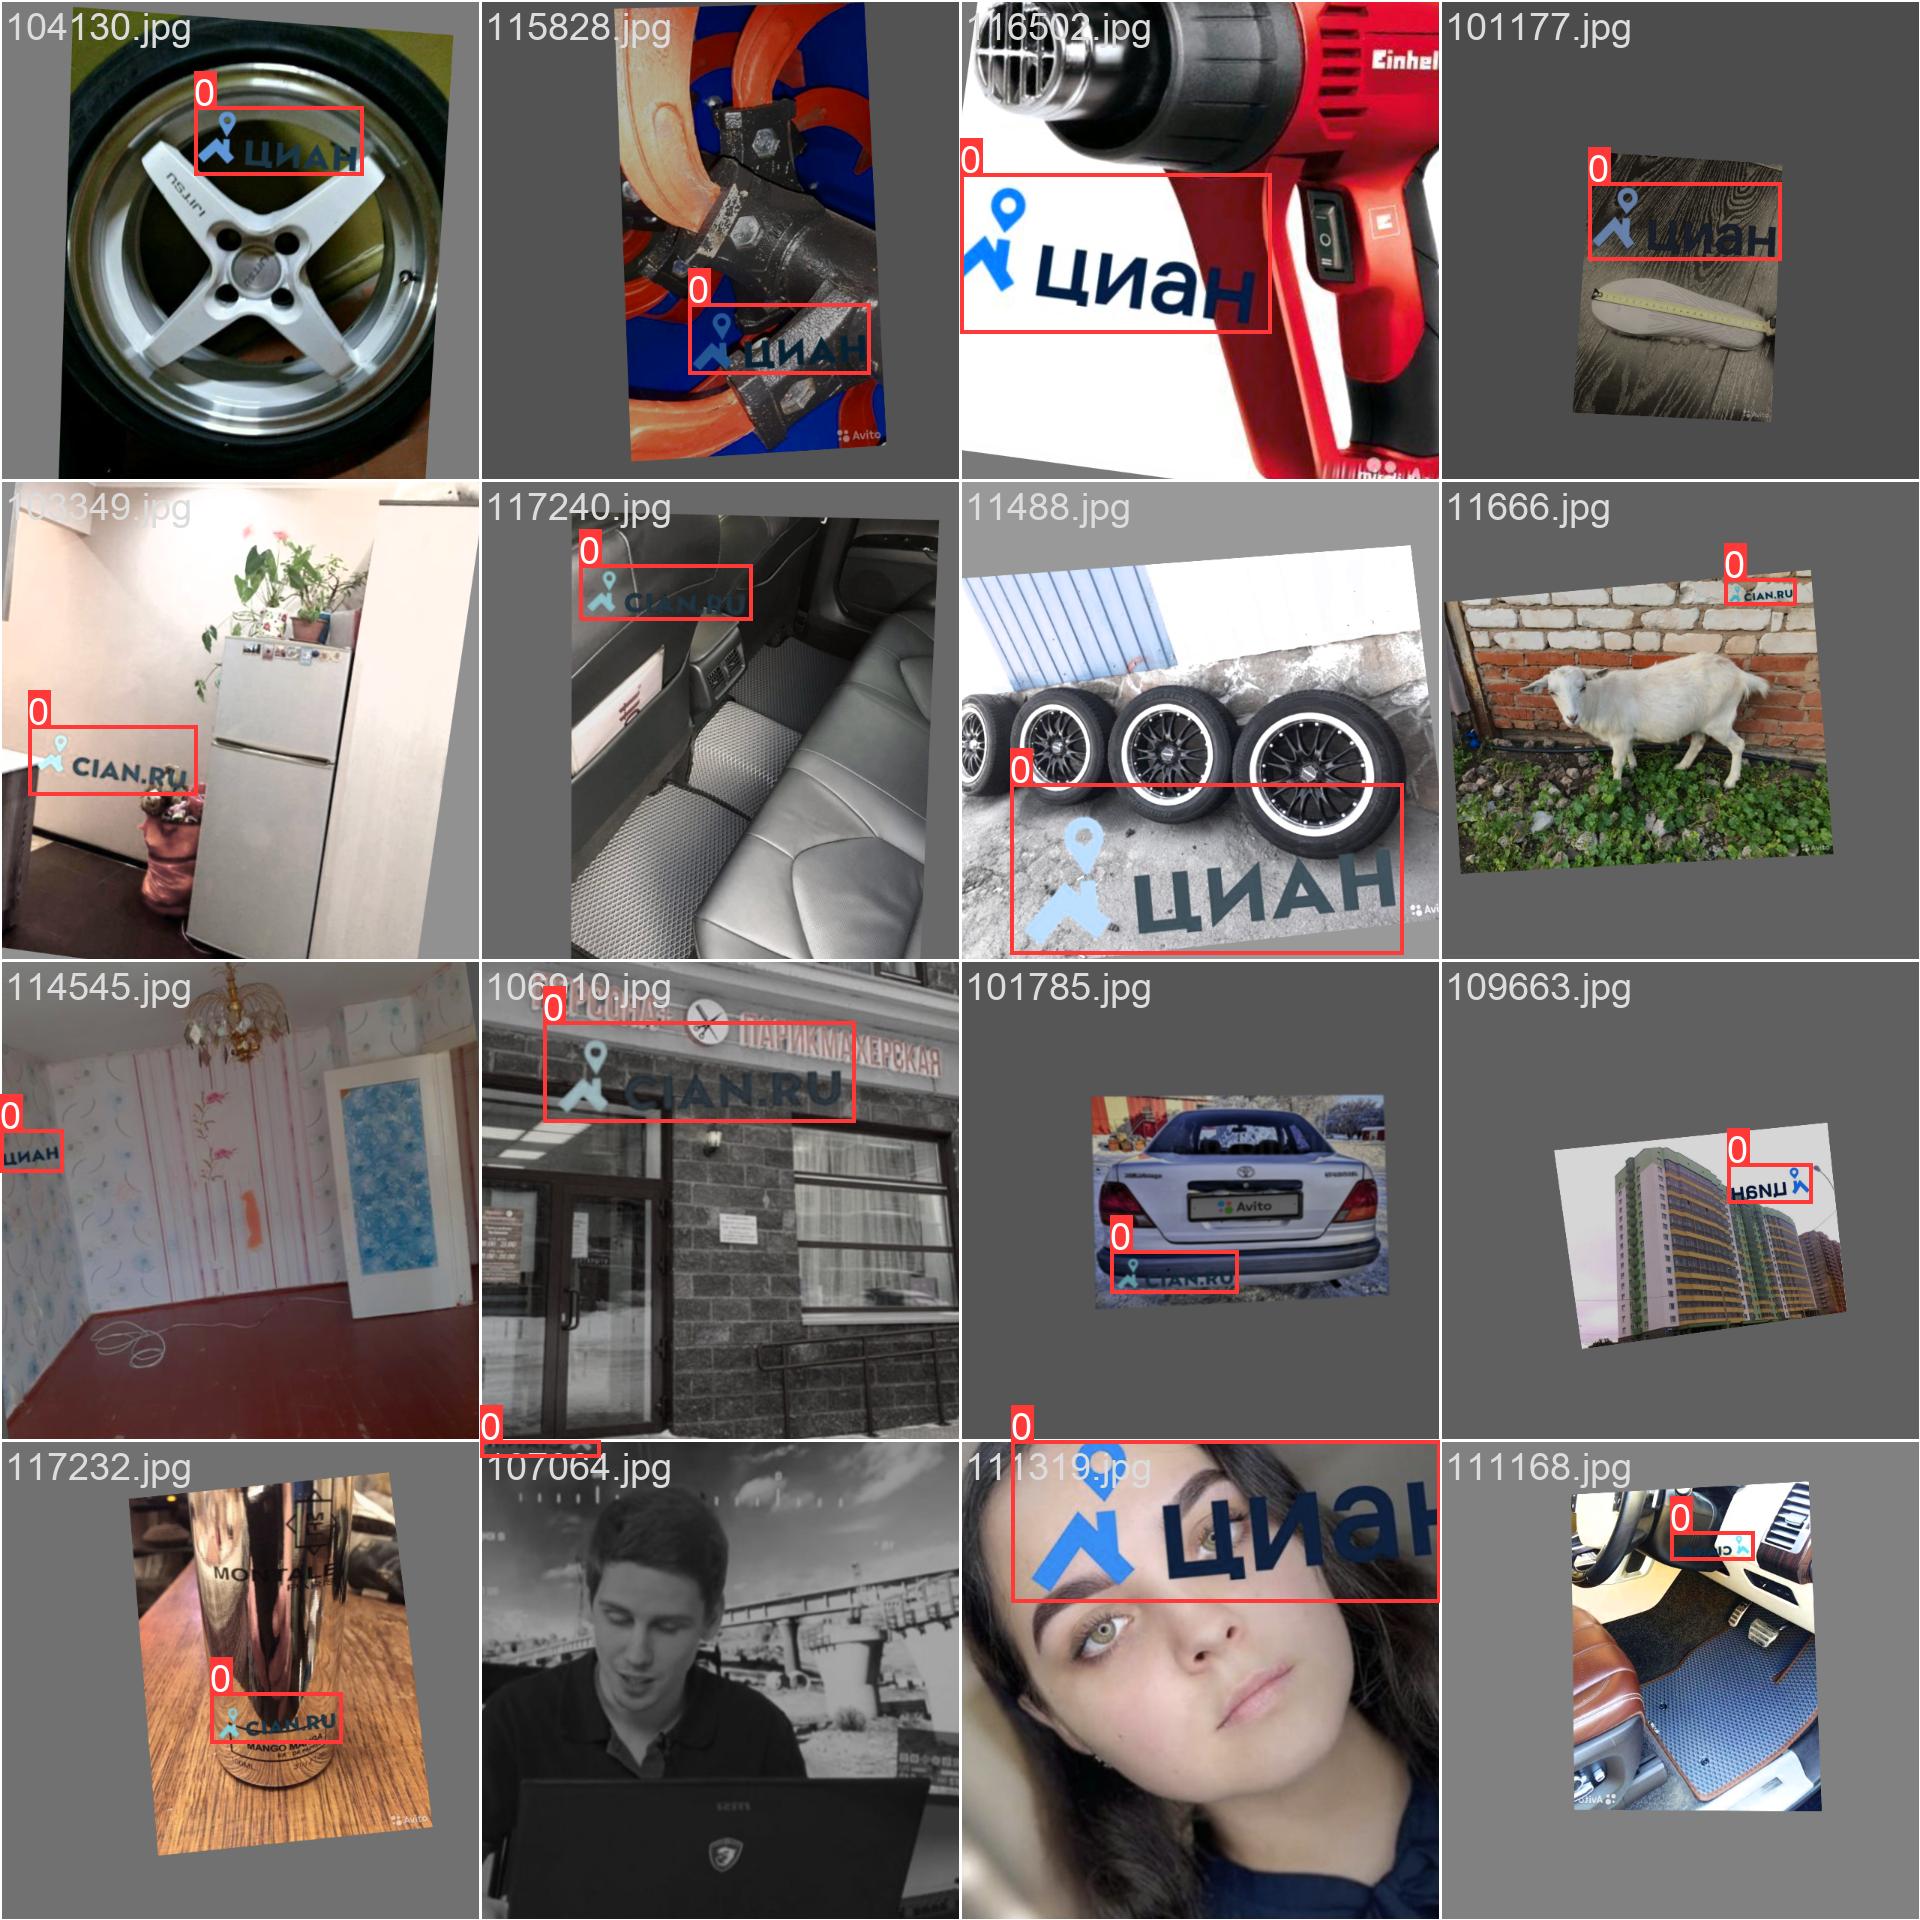 104130.jpg
0
ЦИАН
IJITSU
115828.jpg
0
ЦИАН
Avito
116502.jpg
Einhel
0
циан
101177.jpg
0
циан
Avito
103349.jpg
0
CIAN.RU
117240.jpg
0
CIAN.RU
11488.jpg
0
ЦИАН
Avi
11666.jpg
0
CIAN.RU
Avito
114545.jpg
0
ЦИАН
106910.jpg
ПАРИКМАХЕРСКАЯ
0
CIAN.RU
101785.jpg
Avito
0
CIAN.RU
109663.jpg
0
циан
117232.jpg
MONTALE
PARIS
0
CIAN.RU
MANGO
Avito
0
107064.jpg
0
111319.jpg
циан
111168.jpg
0
Avito